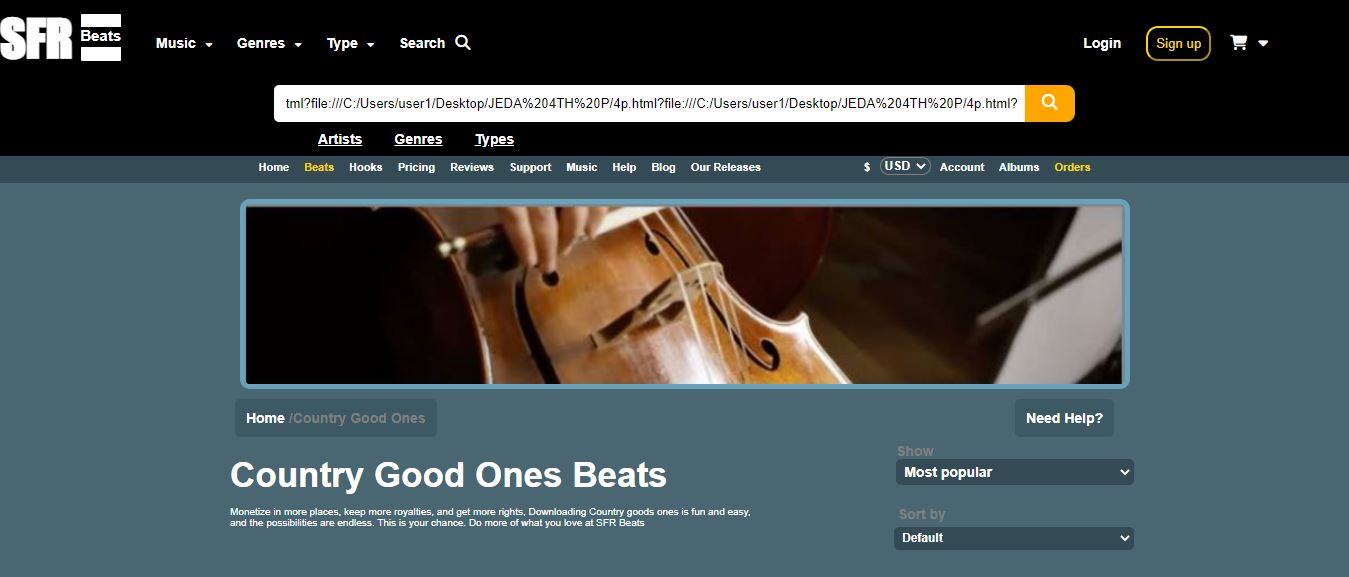 SFR Beats
Music Genres Type Search
Login Sign up
tml?file:///C:/Users/user1/Desktop/JEDA%204TH%20P/4p.html?file:///C:/Users/user1/Desktop/JEDA%204TH%20P/4p.html?
Artists Genres Types
Home Beats Hooks Pricing Reviews Support Music Help Blog Our Releases $ USD Account Albums Orders
Home /Country Good Ones
Need Help?
Country Good Ones Beats
Monetize in more places, keep more royalties, and get more rights, Downloading Country goods ones is fun and easy,
and the possibilities are endless. This is your chance. Do more of what you love at SFR Beats
Show
Most popular
Sort by
Default